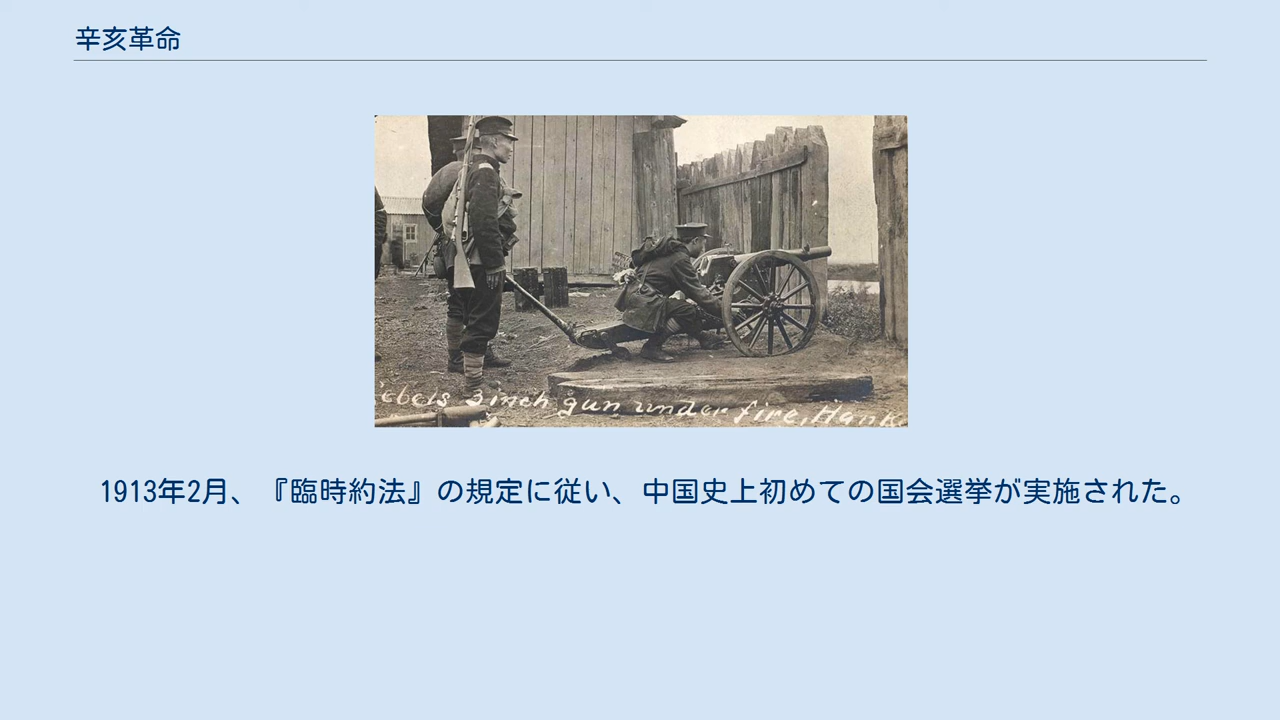 辛亥革命
ebels 3 inch gun under fire, Hank
1913年2月、『臨時約法』の規定に従い、中国史上初めての国会選挙が実施された。